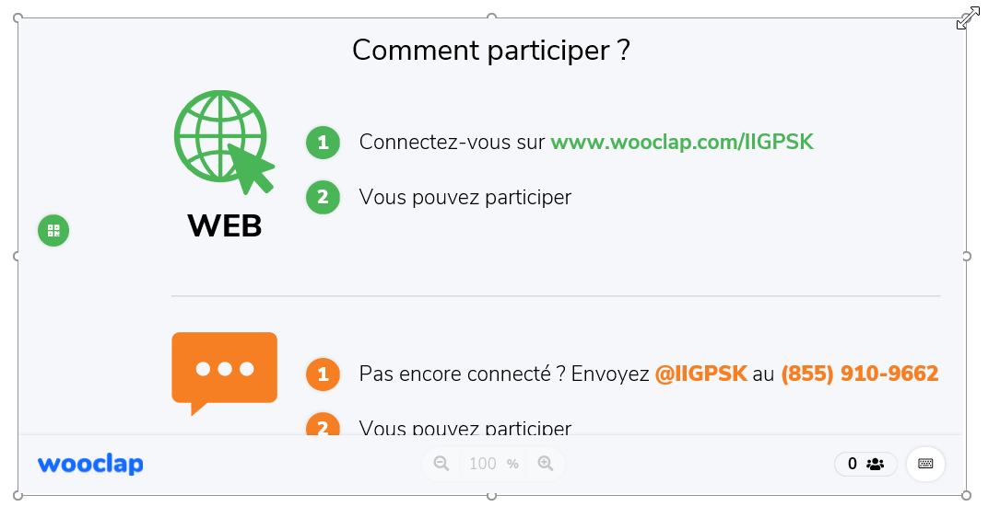 Comment participer ?
1 Connectez-vous sur www.wooclap.com/IIGPSK
2 Vous pouvez participer
WEB
1 Pas encore connecté ? Envoyez @IIGPSK au (855) 910-9662
2 Vous pouvez participer
wooclap
100 %
0